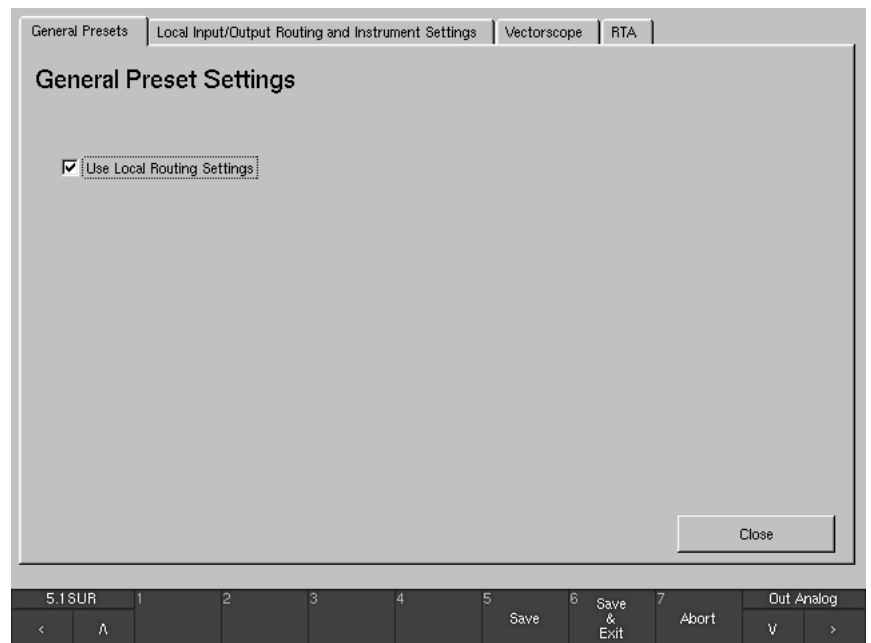 General Presets
Local Input/Output Routing and Instrument Settings
Vectorscope
RTA
General Preset Settings
Use Local Routing Settings
Close
5.1SUR
1
2
3
4
5
Save
6
Save
&
Exit
7
Abort
Out Analog
<
Λ
V
>